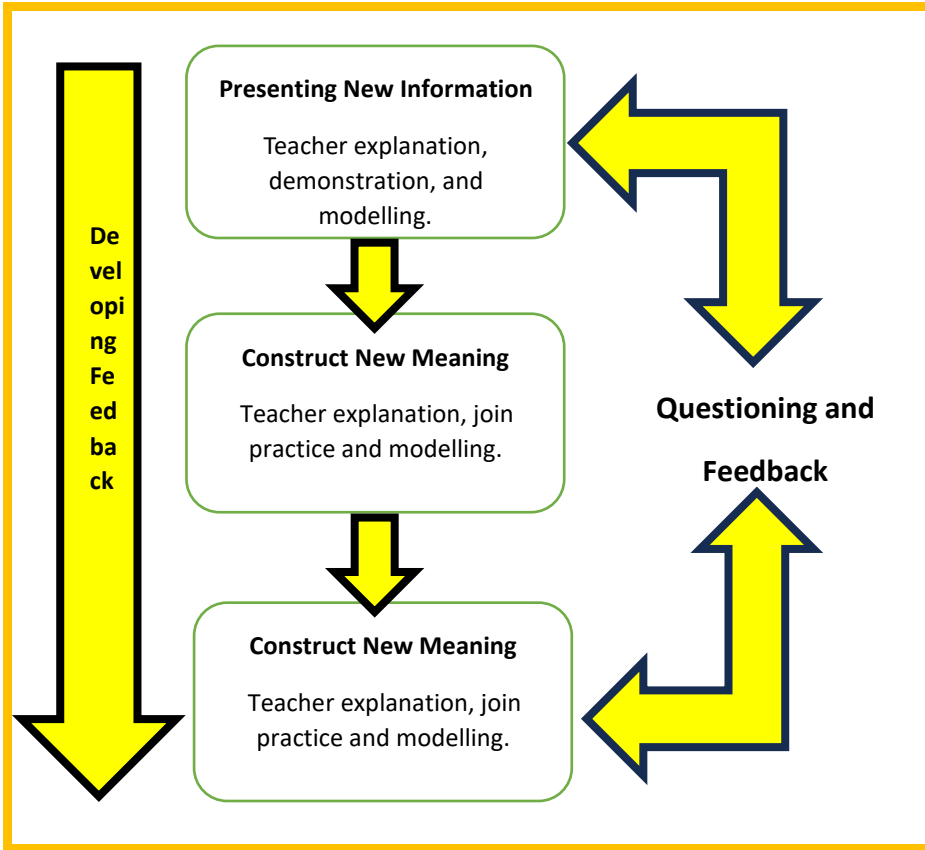 Presenting New Information
Teacher explanation,
demonstration, and
modelling.
De
vel
opi
ng
Fe
ed
ba
ck
Construct New Meaning
Teacher explanation, join
practice and modelling.
Questioning and
Feedback
Construct New Meaning
Teacher explanation, join
practice and modelling.